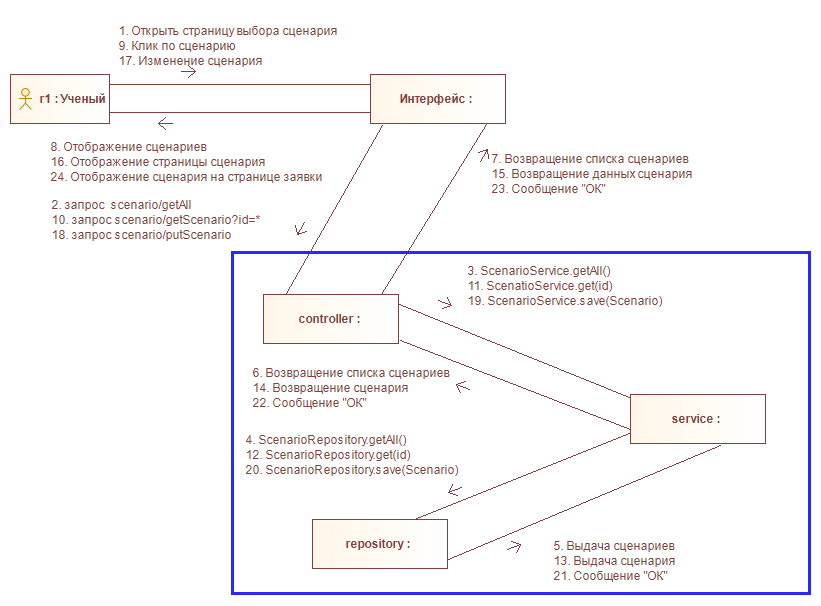 1. Открыть страницу выбора сценария
9. Клик по сценарию
17. Изменение сценария
r1 : Ученый
Интерфейс :
8. Отображение сценариев
16. Отображение страницы сценария
24. Отображение сценария на странице заявки
7. Возвращение списка сценариев
15. Возвращение данных сценария
23. Сообщение "ОК"
2. запрос scenario/getAll
10. запрос scenario/getScenario?id=*
18. запрос scenario/putScenario
3. ScenarioService.getAll()
11. ScenatioService.get(id)
19. ScenarioService.save(Scenario)
controller :
6. Возвращение списка сценариев
14. Возвращение сценария
22. Сообщение "ОК"
service :
4. ScenarioRepository.getAll()
12. ScenarioRepository.get(id)
20. ScenarioRepository.save(Scenario)
repository :
5. Выдача сценариев
13. Выдача сценария
21. Сообщение "ОК"